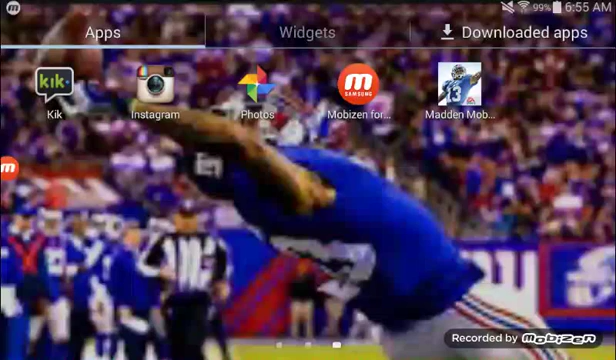 99% 6:55 AM
Apps Widgets Downloaded apps
kik
m SAMSUNG
13
Kik Instagram Photos Mobizen for... Madden Mob...
Recorded by mobizen